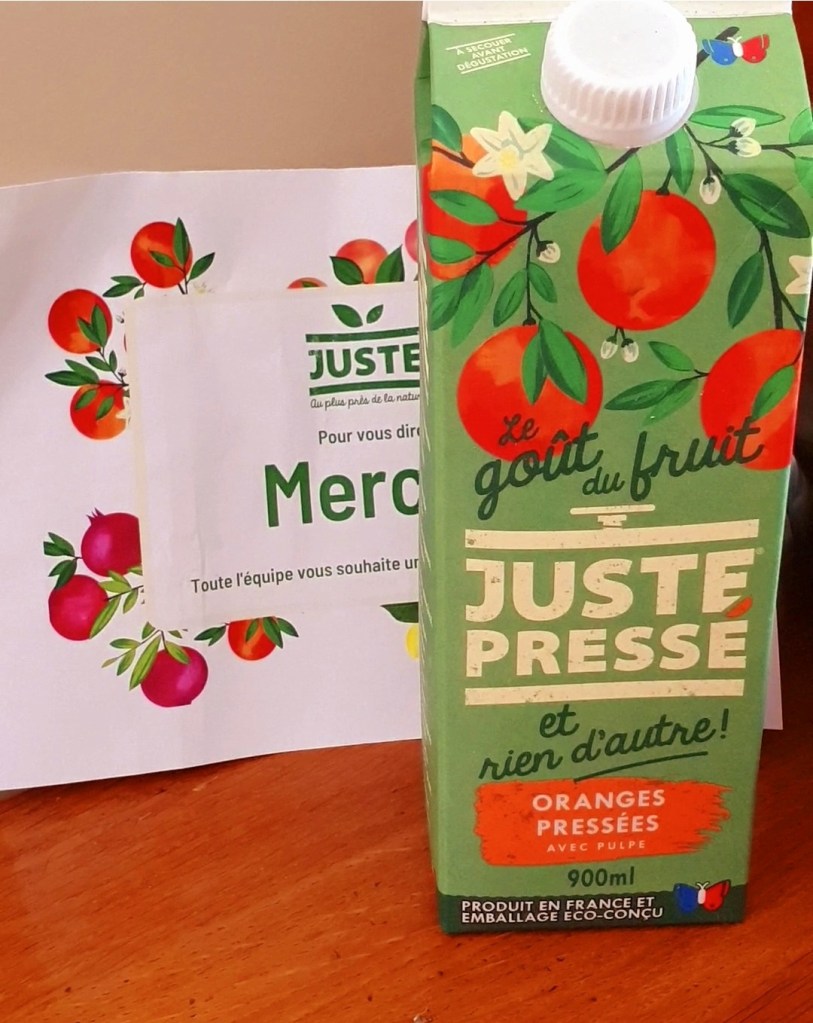 À SECOUER
AVANT
DÉGUSTATION
Le
goût
du fruit
JUSTE
PRESSÉ
et
rien d'autre!
ORANGES
PRESSÉES
AVEC PULPE
900ml
PRODUIT EN FRANCE ET
EMBALLAGE ECO-CONÇU
JUSTE
Au plus près de la natu
Pour vous dire
Merc
Toute l'équipe vous souhaite un